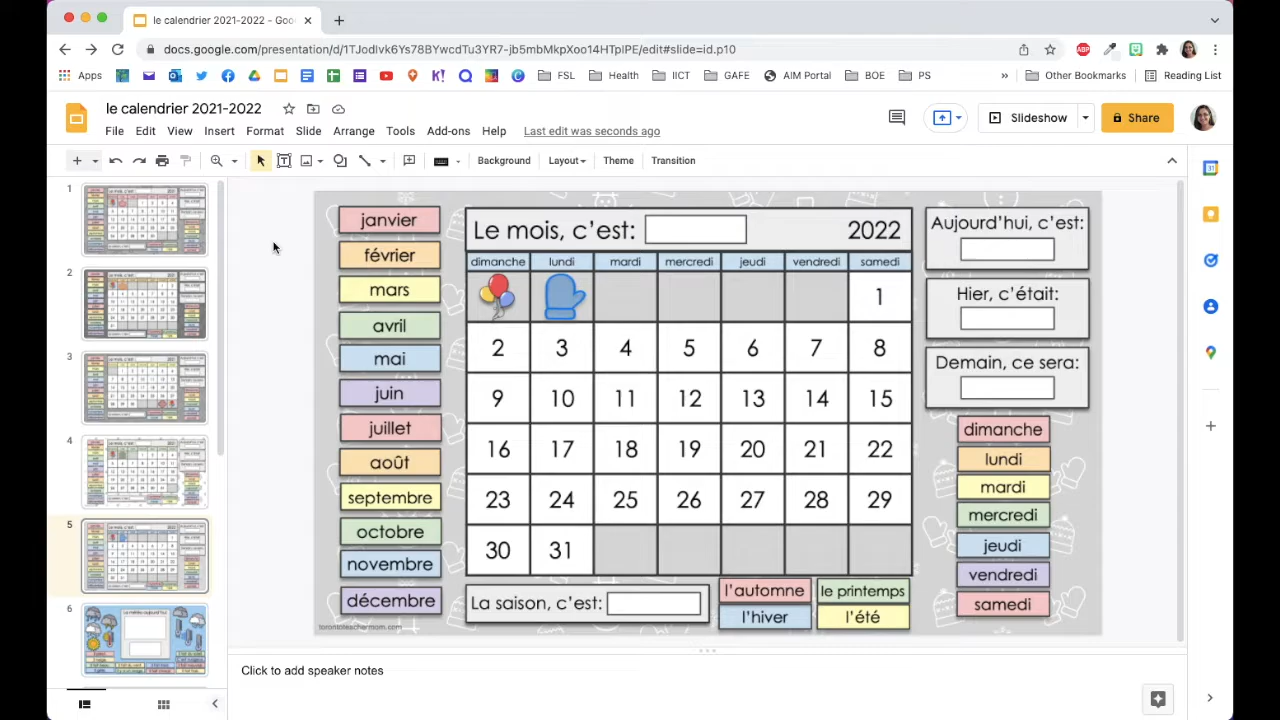 le calendrier 2021-2022 - Goo
docs.google.com/presentation/d/1TJodIvk6Ys78BYwcdTu3YR7-jb5mbMkpXoo14HTpIPE/edit#slide=id.p10
Apps
FSL
Health
IICT
GAFE
AIM Portal
BOE
PS
»
Other Bookmarks
Reading List
le calendrier 2021-2022
File Edit View Insert Format Slide Arrange Tools Add-ons Help Last edit was seconds ago
Slideshow
Share
Background Layout Theme Transition
1
2
3
4
5
6
janvier
février
mars
avril
mai
juin
juillet
août
septembre
octobre
novembre
décembre
Le mois, c'est: 2022
dimanche lundi mardi mercredi jeudi vendredi samedi
1
2 3 4 5 6 7 8
9 10 11 12 13 14 15
16 17 18 19 20 21 22
23 24 25 26 27 28 29
30 31
La saison, c'est:
l'automne le printemps
l'hiver l'été
Aujourd'hui, c'est:
Hier, c'était:
Demain, ce sera:
dimanche
lundi
mardi
mercredi
jeudi
vendredi
samedi
torontoteachermom.com
Click to add speaker notes